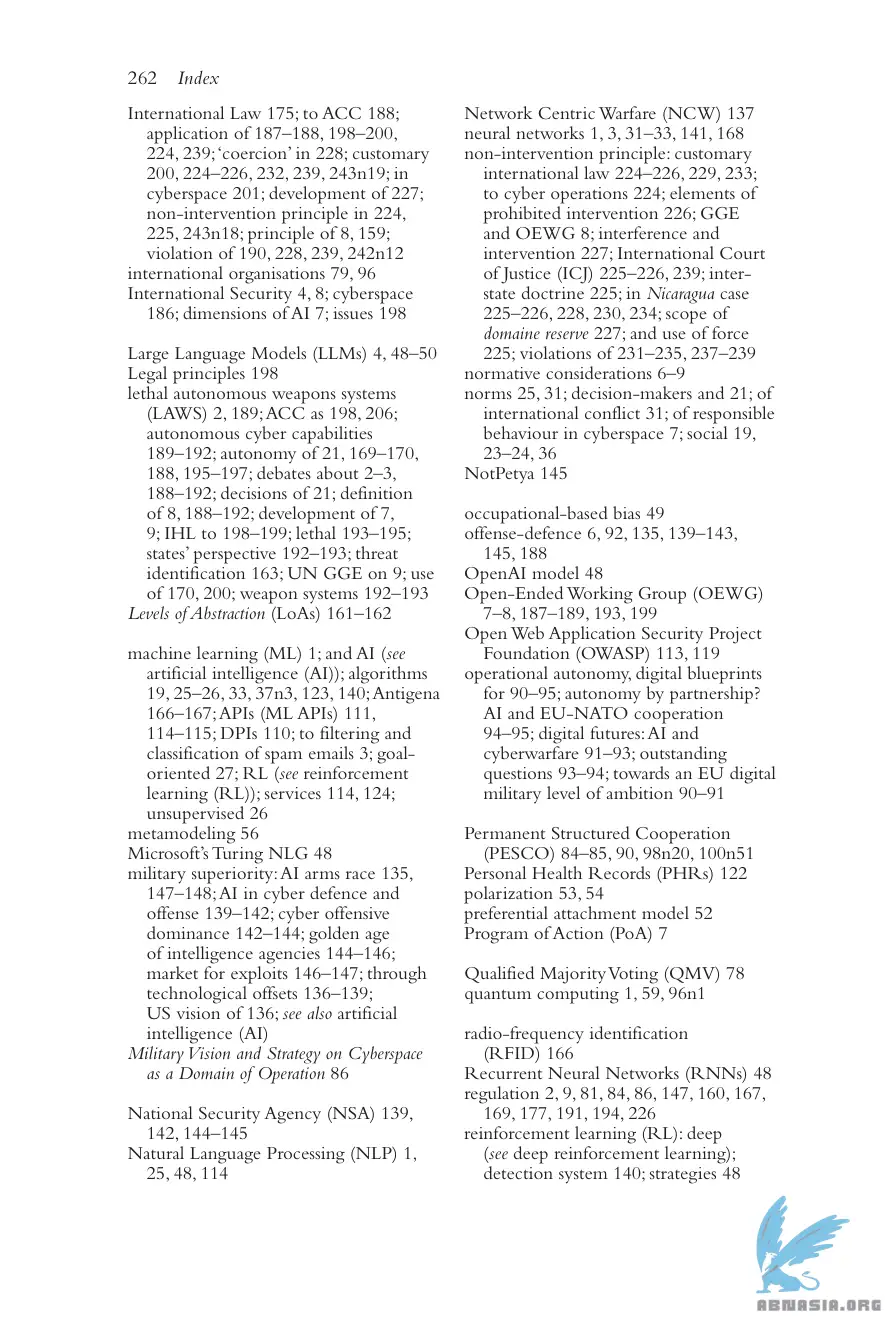 262 Index
International Law 175; to ACC 188;
application of 187–188, 198–200,
224, 239; ‘coercion’ in 228; customary
200, 224–226, 232, 239, 243n19; in
cyberspace 201; development of 227;
non-intervention principle in 224,
225, 243n18; principle of 8, 159;
violation of 190, 228, 239, 242n12
international organisations 79, 96
International Security 4, 8; cyberspace
186; dimensions of AI 7; issues 198
Large Language Models (LLMs) 4, 48–50
Legal principles 198
lethal autonomous weapons systems
(LAWS) 2, 189; ACC as 198, 206;
autonomous cyber capabilities
189–192; autonomy of 21, 169–170,
188, 195–197; debates about 2–3,
188–192; decisions of 21; definition
of 8, 188–192; development of 7,
9; IHL to 198–199; lethal 193–195;
states’ perspective 192–193; threat
identification 163; UN GGE on 9; use
of 170, 200; weapon systems 192–193
Levels of Abstraction (LoAs) 161–162
machine learning (ML) 1; and AI (see
artificial intelligence (AI)); algorithms
19, 25–26, 33, 37n3, 123, 140; Antigena
166–167; APIs (ML APIs) 111,
114–115; DPIs 110; to filtering and
classification of spam emails 3; goal-
oriented 27; RL (see reinforcement
learning (RL)); services 114, 124;
unsupervised 26
metamodeling 56
Microsoft’s Turing NLG 48
military superiority: AI arms race 135,
147–148; AI in cyber defence and
offense 139–142; cyber offensive
dominance 142–144; golden age
of intelligence agencies 144–146;
market for exploits 146–147; through
technological offsets 136–139;
US vision of 136; see also artificial
intelligence (AI)
Military Vision and Strategy on Cyberspace
as a Domain of Operation 86
National Security Agency (NSA) 139,
142, 144–145
Natural Language Processing (NLP) 1,
25, 48, 114
Network Centric Warfare (NCW) 137
neural networks 1, 3, 31–33, 141, 168
non-intervention principle: customary
international law 224–226, 229, 233;
to cyber operations 224; elements of
prohibited intervention 226; GGE
and OEWG 8; interference and
intervention 227; International Court
of Justice (ICJ) 225–226, 239; inter-
state doctrine 225; in Nicaragua case
225–226, 228, 230, 234; scope of
domaine reserve 227; and use of force
225; violations of 231–235, 237–239
normative considerations 6–9
norms 25, 31; decision-makers and 21; of
international conflict 31; of responsible
behaviour in cyberspace 7; social 19,
23–24, 36
NotPetya 145
occupational-based bias 49
offense-defence 6, 92, 135, 139–143,
145, 188
OpenAI model 48
Open-Ended Working Group (OEWG)
7–8, 187–189, 193, 199
Open Web Application Security Project
Foundation (OWASP) 113, 119
operational autonomy, digital blueprints
for 90–95; autonomy by partnership?
AI and EU-NATO cooperation
94–95; digital futures: AI and
cyberwarfare 91–93; outstanding
questions 93–94; towards an EU digital
military level of ambition 90–91
Permanent Structured Cooperation
(PESCO) 84–85, 90, 98n20, 100n51
Personal Health Records (PHRs) 122
polarization 53, 54
preferential attachment model 52
Program of Action (PoA) 7
Qualified Majority Voting (QMV) 78
quantum computing 1, 59, 96n1
radio-frequency identification
(RFID) 166
Recurrent Neural Networks (RNNs) 48
regulation 2, 9, 81, 84, 86, 147, 160, 167,
169, 177, 191, 194, 226
reinforcement learning (RL): deep
(see deep reinforcement learning);
detection system 140; strategies 48
ABNASIA.ORG